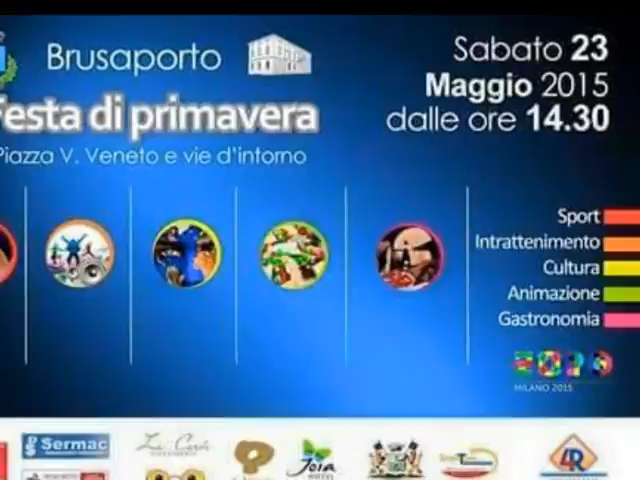 Brusaporto
Festa di primavera
Piazza V. Veneto e vie d'intorno
Sabato 23
Maggio 2015
dalle ore 14.30
Sport
Intrattenimento
Cultura
Animazione
Gastronomia
MILANO 2015
Sermac
Joia
4R